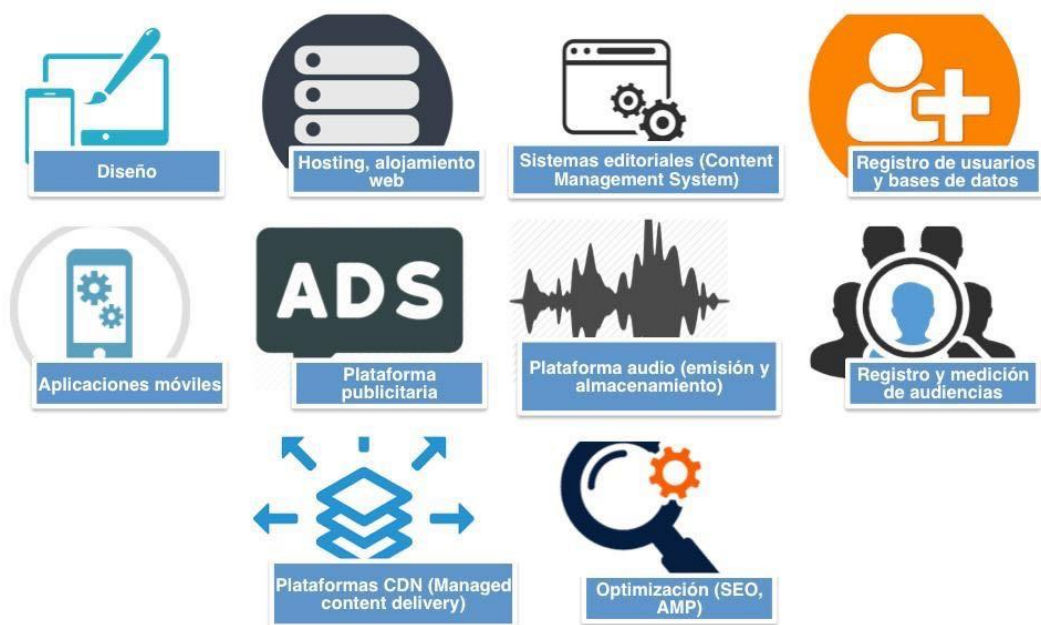 Diseño
Hosting, alojamiento
web
Sistemas editoriales (Content
Management System)
Registro de usuarios
y bases de datos
Aplicaciones móviles
ADS
Plataforma
publicitaria
Plataforma audio (emisión y
almacenamiento)
Registro y medición
de audiencias
Plataformas CDN (Managed
content delivery)
Optimización (SEO,
AMP)